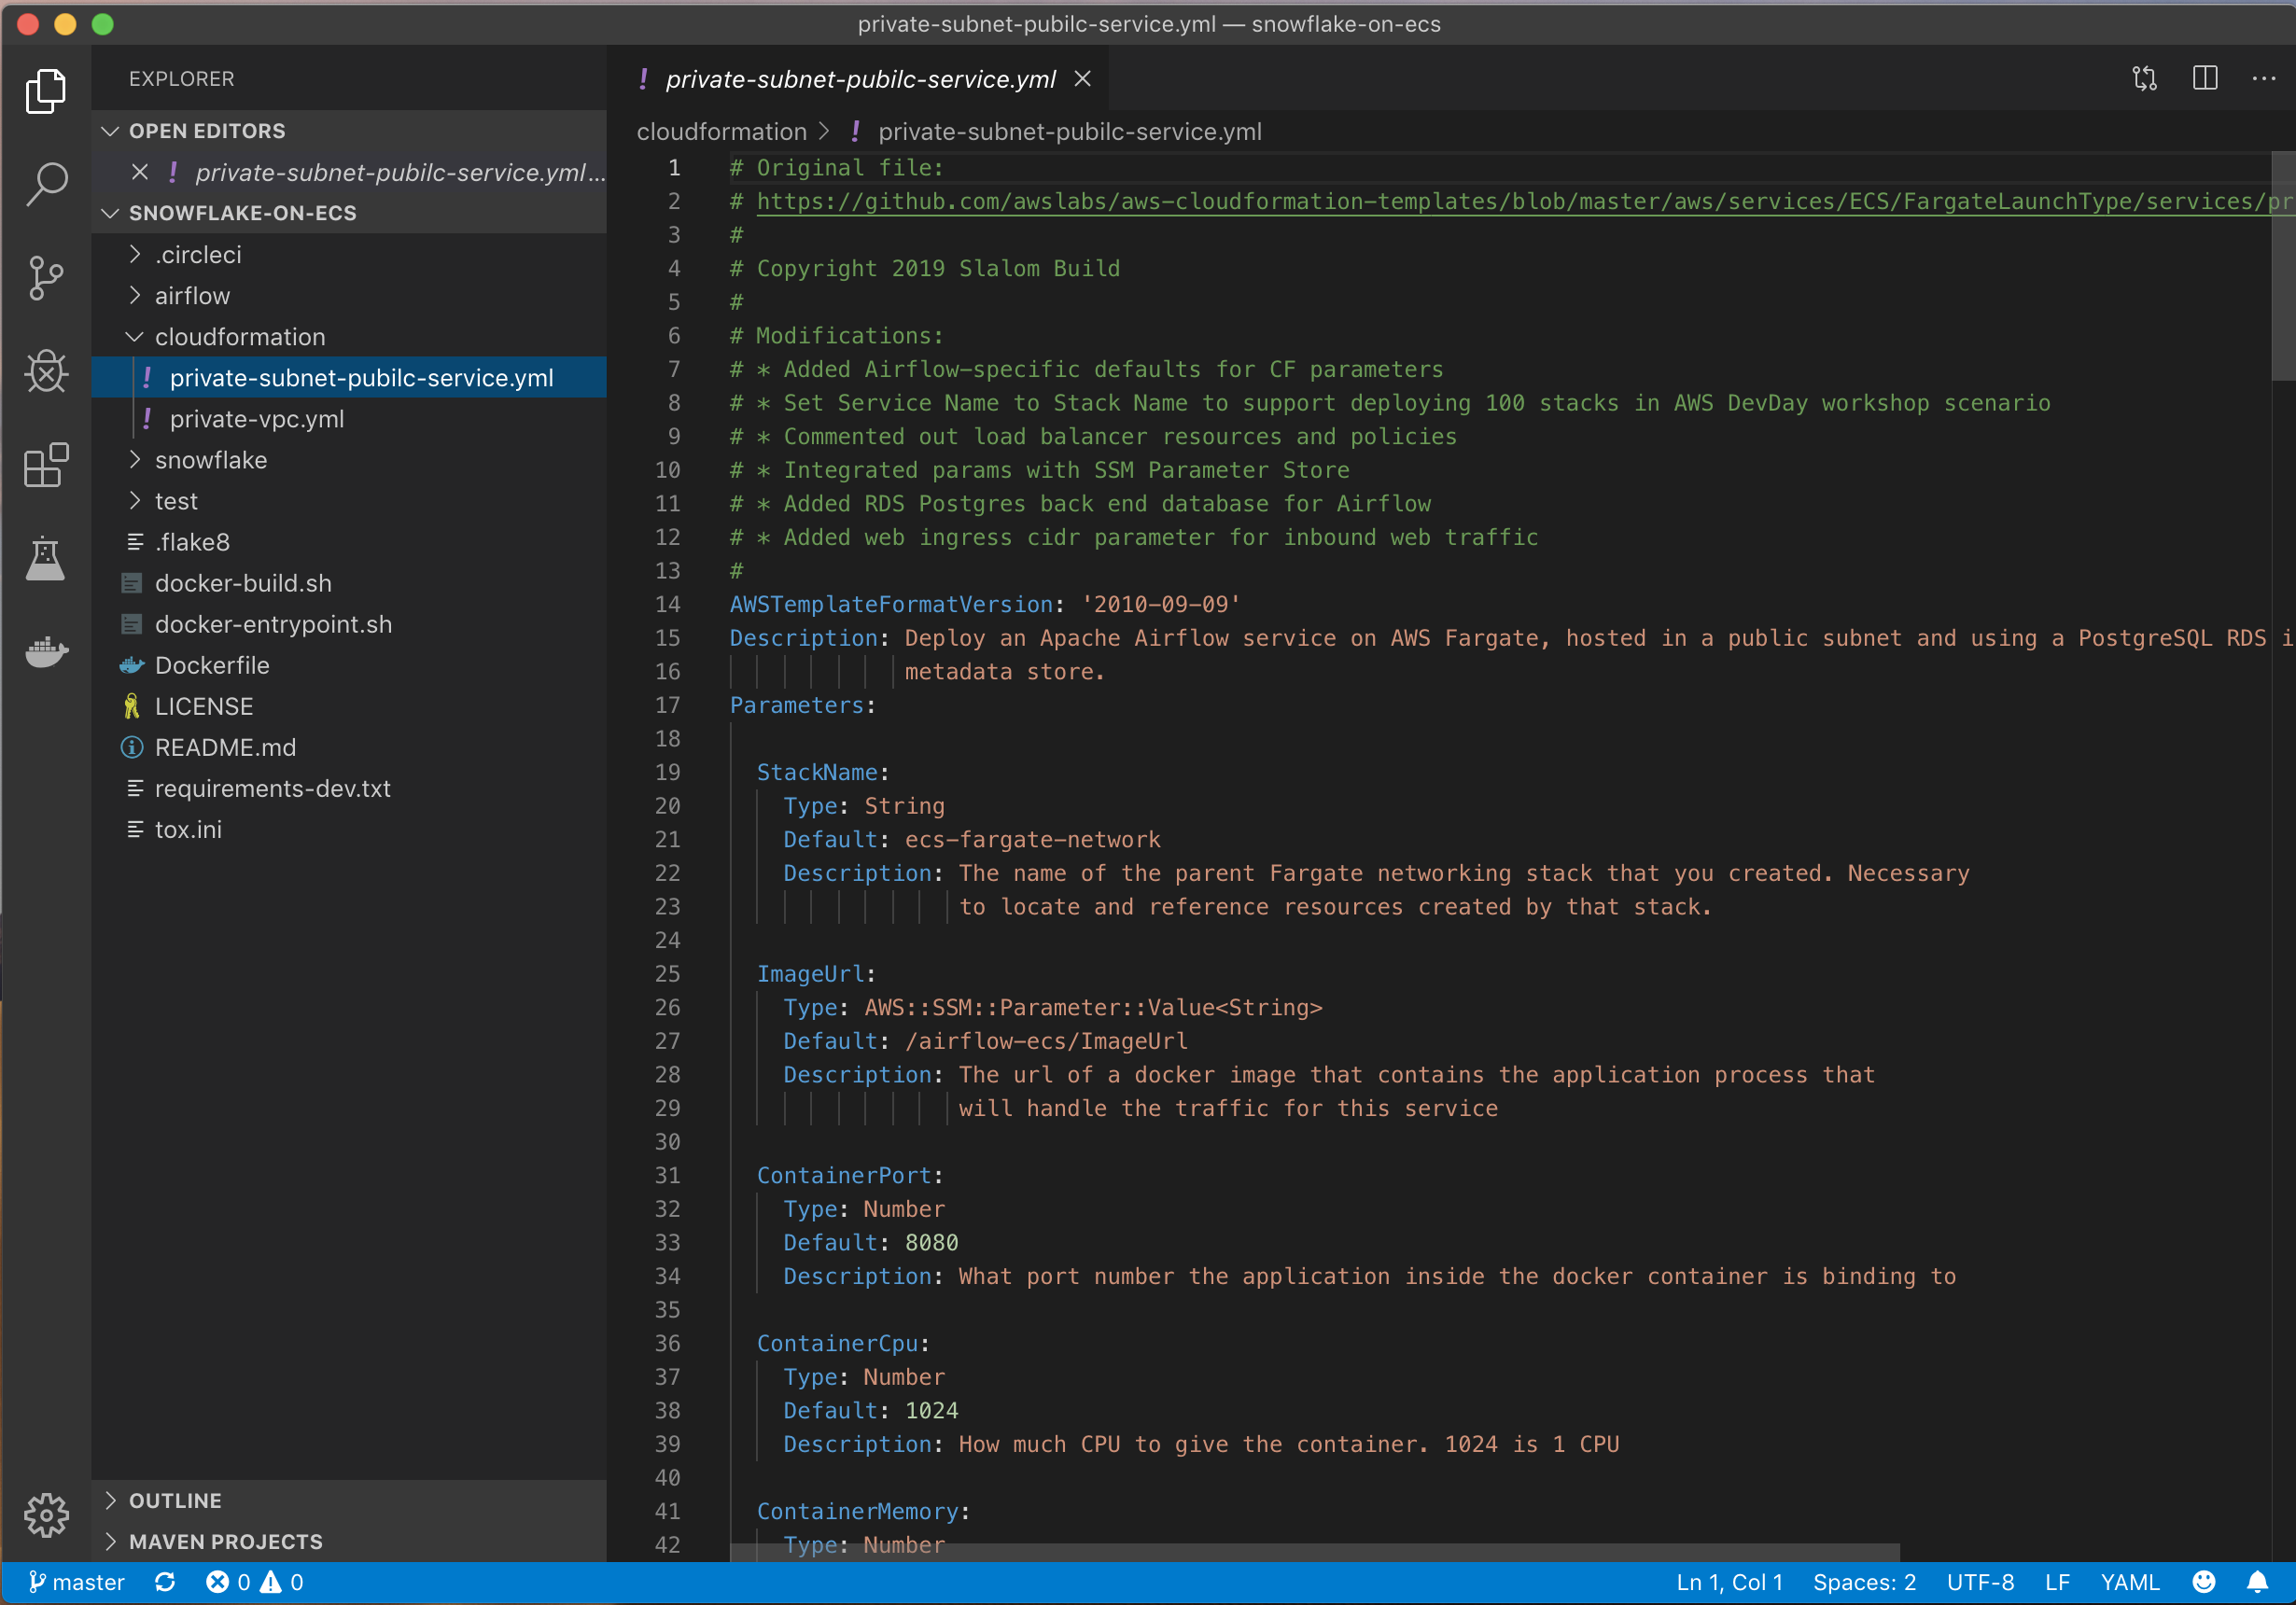 private-subnet-pubilc-service.yml — snowflake-on-ecs
EXPLORER
OPEN EDITORS
private-subnet-pubilc-service.yml...
SNOWFLAKE-ON-ECS
.circleci
airflow
cloudformation
private-subnet-pubilc-service.yml
private-vpc.yml
snowflake
test
.flake8
docker-build.sh
docker-entrypoint.sh
Dockerfile
LICENSE
README.md
requirements-dev.txt
tox.ini
OUTLINE
MAVEN PROJECTS
! private-subnet-pubilc-service.yml
cloudformation > ! private-subnet-pubilc-service.yml
1 # Original file:
2 # https://github.com/awslabs/aws-cloudformation-templates/blob/master/aws/services/ECS/FargateLaunchType/services/pr
3 #
4 # Copyright 2019 Slalom Build
5 #
6 # Modifications:
7 # * Added Airflow-specific defaults for CF parameters
8 # * Set Service Name to Stack Name to support deploying 100 stacks in AWS DevDay workshop scenario
9 # * Commented out load balancer resources and policies
10 # * Integrated params with SSM Parameter Store
11 # * Added RDS Postgres back end database for Airflow
12 # * Added web ingress cidr parameter for inbound web traffic
13 #
14 AWSTemplateFormatVersion: '2010-09-09'
15 Description: Deploy an Apache Airflow service on AWS Fargate, hosted in a public subnet and using a PostgreSQL RDS i
16 metadata store.
17 Parameters:
18
19 StackName:
20 Type: String
21 Default: ecs-fargate-network
22 Description: The name of the parent Fargate networking stack that you created. Necessary
23 to locate and reference resources created by that stack.
24
25 ImageUrl:
26 Type: AWS::SSM::Parameter::Value<String>
27 Default: /airflow-ecs/ImageUrl
28 Description: The url of a docker image that contains the application process that
29 will handle the traffic for this service
30
31 ContainerPort:
32 Type: Number
33 Default: 8080
34 Description: What port number the application inside the docker container is binding to
35
36 ContainerCpu:
37 Type: Number
38 Default: 1024
39 Description: How much CPU to give the container. 1024 is 1 CPU
40
41 ContainerMemory:
42 Type: Number
master 0 0 Ln 1, Col 1 Spaces: 2 UTF-8 LF YAML